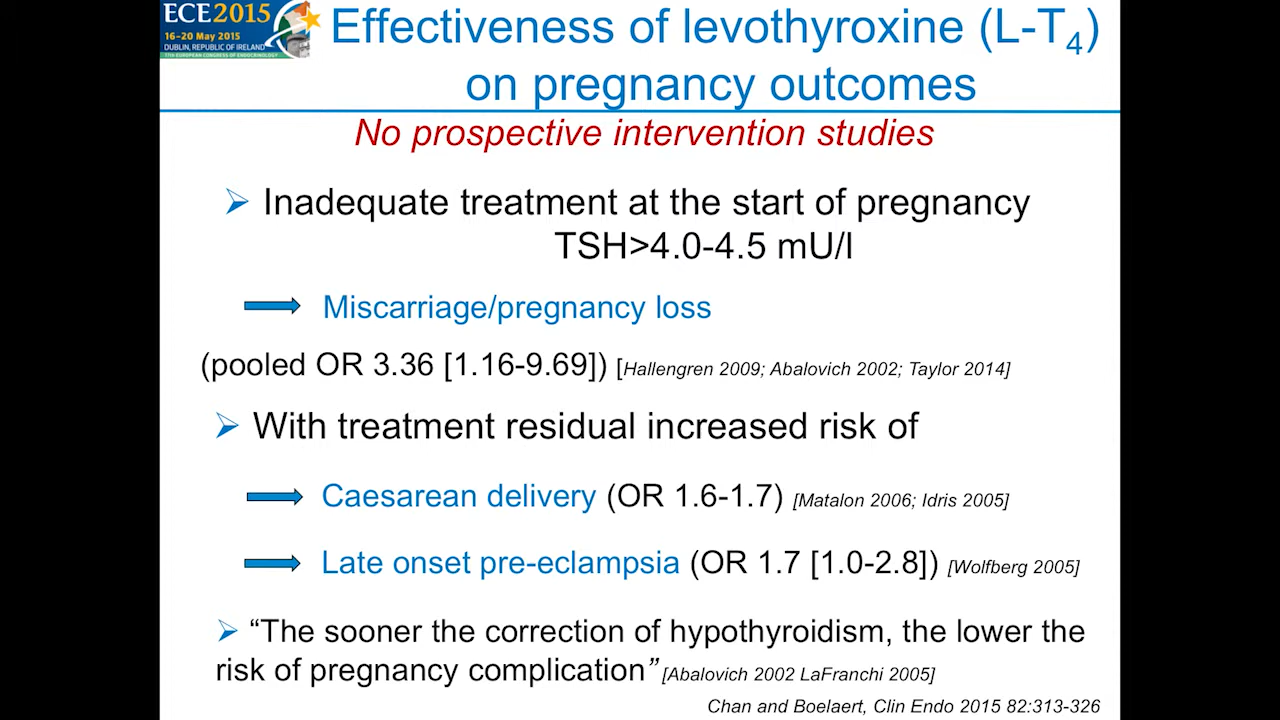 ECE2015
16-20 May 2015
DUBLIN, REPUBLIC OF IRELAND
17TH EUROPEAN CONGRESS OF ENDOCRINOLOGY
Effectiveness of levothyroxine (L-T4)
on pregnancy outcomes
No prospective intervention studies
Inadequate treatment at the start of pregnancy
TSH>4.0-4.5 mU/l
Miscarriage/pregnancy loss
(pooled OR 3.36 [1.16-9.69]) [Hallengren 2009; Abalovich 2002; Taylor 2014]
With treatment residual increased risk of
Caesarean delivery (OR 1.6-1.7) [Matalon 2006; Idris 2005]
Late onset pre-eclampsia (OR 1.7 [1.0-2.8]) [Wolfberg 2005]
“The sooner the correction of hypothyroidism, the lower the
risk of pregnancy complication” [Abalovich 2002 LaFranchi 2005]
Chan and Boelaert, Clin Endo 2015 82:313-326